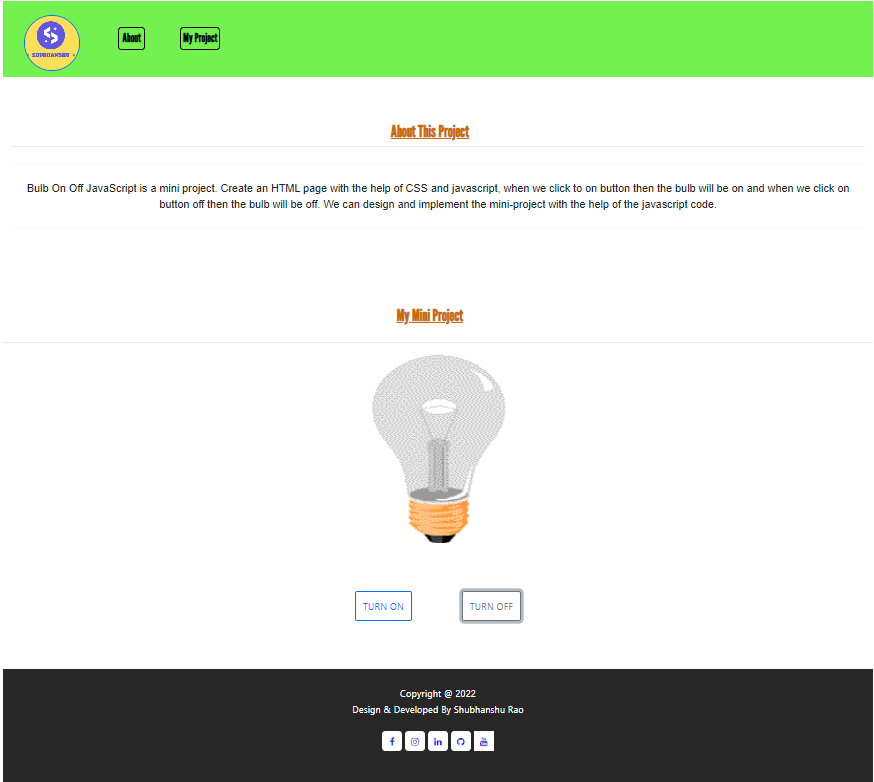 SHUBHANSHU
About
My Project
About This Project
Bulb On Off JavaScript is a mini project. Create an HTML page with the help of CSS and javascript, when we click to on button then the bulb will be on and when we click on
button off then the bulb will be off. We can design and implement the mini-project with the help of the javascript code.
My Mini Project
TURN ON
TURN OFF
Copyright @ 2022
Design & Developed By Shubhanshu Rao